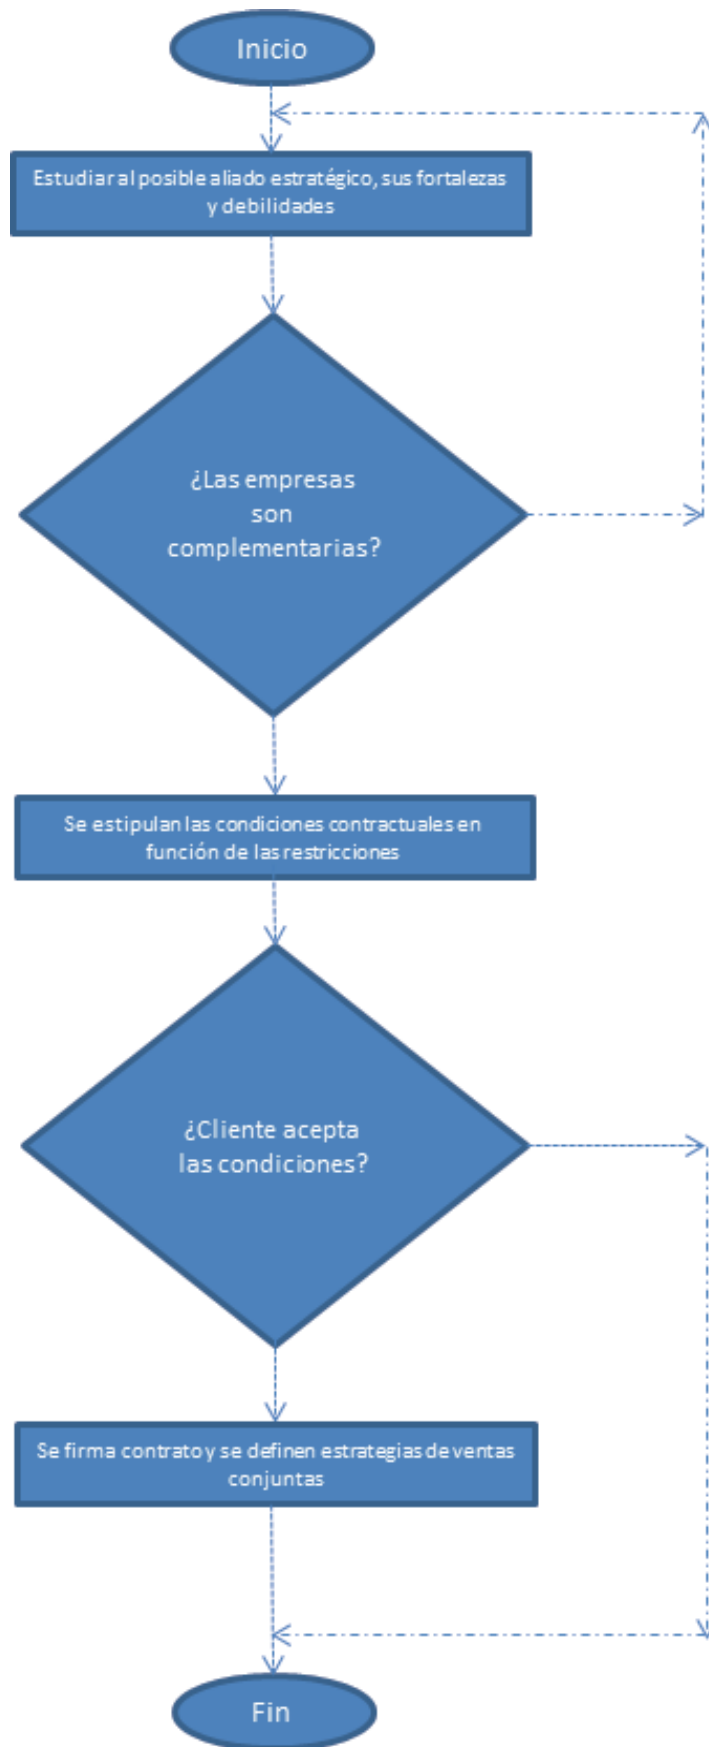 Inicio
Estudiar al posible aliado estratégico, sus fortalezas
y debilidades
¿Las empresas
son
complementarias?
Se estipulan las condiciones contractuales en
función de las restricciones
¿Cliente acepta
las condiciones?
Se firma contrato y se definen estrategias de ventas
conjuntas
Fin